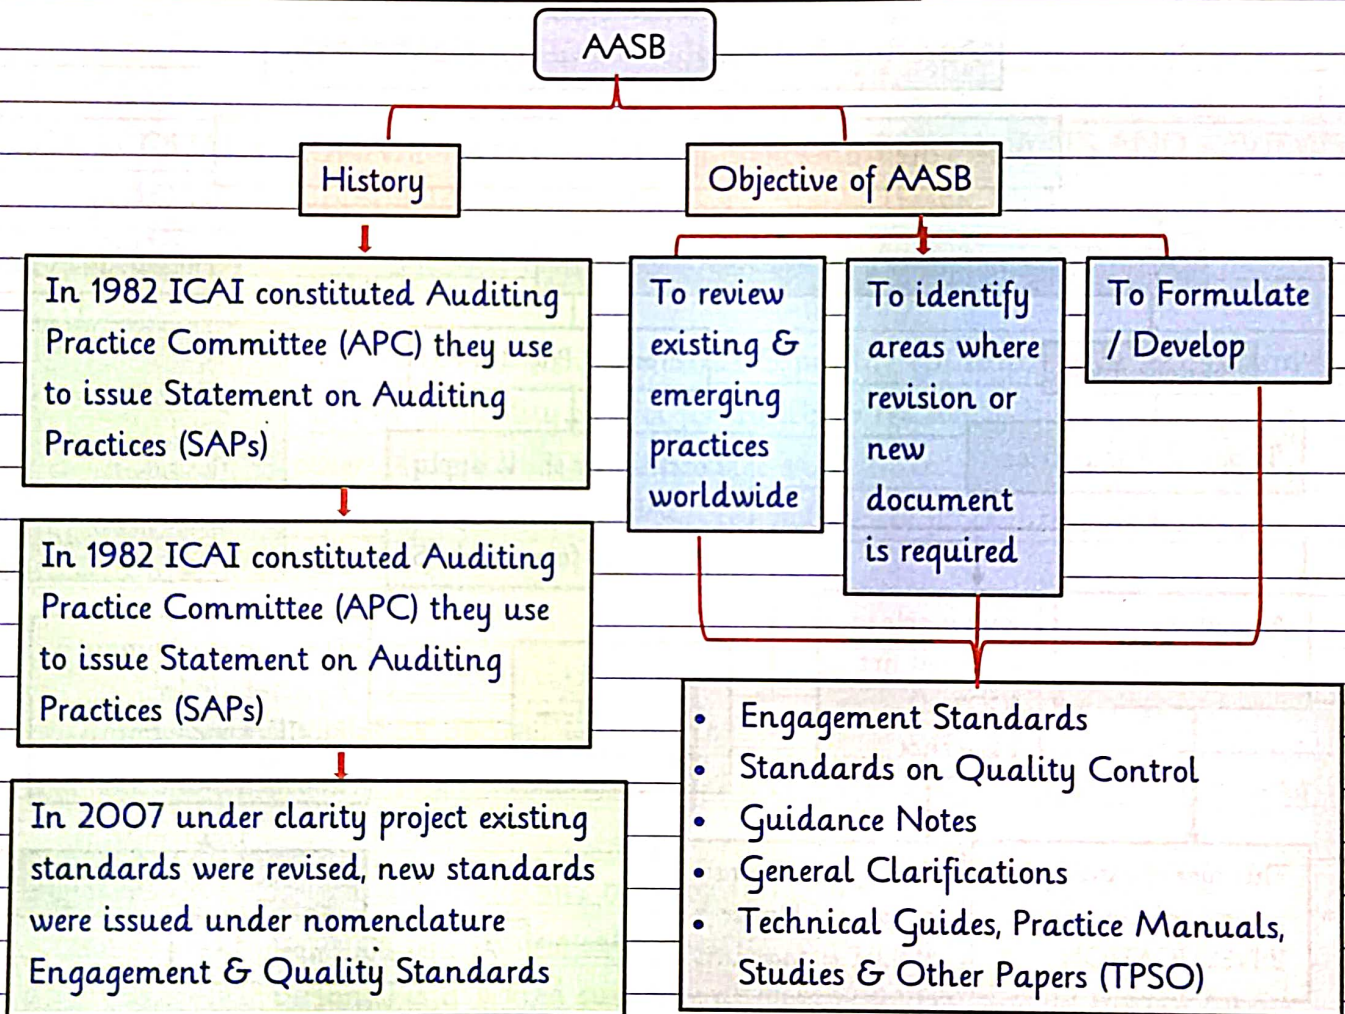 AASB
History
Objective of AASB
In 1982 ICAI constituted Auditing
Practice Committee (APC) they use
to issue Statement on Auditing
Practices (SAPs)
In 1982 ICAI constituted Auditing
Practice Committee (APC) they use
to issue Statement on Auditing
Practices (SAPs)
In 2007 under clarity project existing
standards were revised, new standards
were issued under nomenclature
Engagement & Quality Standards
To review
existing &
emerging
practices
worldwide
To identify
areas where
revision or
new
document
is required
To Formulate
/ Develop
• Engagement Standards
• Standards on Quality Control
• Guidance Notes
• General Clarifications
• Technical Guides, Practice Manuals,
Studies & Other Papers (TPSO)